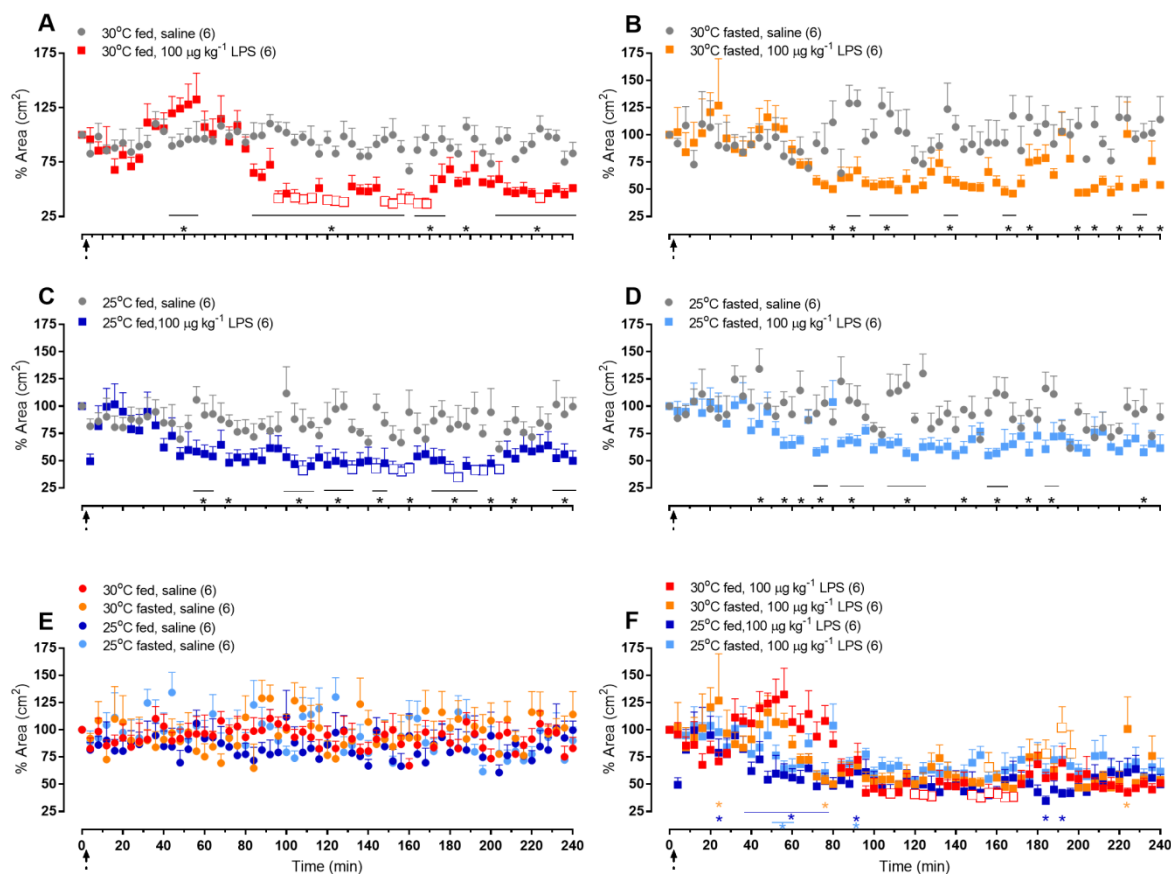 A
30°C fed, saline (6)
30°C fed, 100 µg kg-1 LPS (6)
% Area (cm2)
175
150
125
100
75
50
25
* * * * *
B
30°C fasted, saline (6)
30°C fasted, 100 µg kg-1 LPS (6)
% Area (cm2)
175
150
125
100
75
50
25
* * * * * * * * * * *
C
25°C fed, saline (6)
25°C fed,100 µg kg-1 LPS (6)
% Area (cm2)
175
150
125
100
75
50
25
* * * * * * * * * *
D
25°C fasted, saline (6)
25°C fasted, 100 µg kg-1 LPS (6)
% Area (cm2)
175
150
125
100
75
50
25
* * * * * * * * * * *
E
30°C fed, saline (6)
30°C fasted, saline (6)
25°C fed, saline (6)
25°C fasted, saline (6)
% Area (cm2)
175
150
125
100
75
50
25
0 20 40 60 80 100 120 140 160 180 200 220 240
Time (min)
F
30°C fed, 100 µg kg-1 LPS (6)
30°C fasted, 100 µg kg-1 LPS (6)
25°C fed,100 µg kg-1 LPS (6)
25°C fasted, 100 µg kg-1 LPS (6)
% Area (cm2)
175
150
125
100
75
50
25
* * *
* * * * *
* *
0 20 40 60 80 100 120 140 160 180 200 220 240
Time (min)